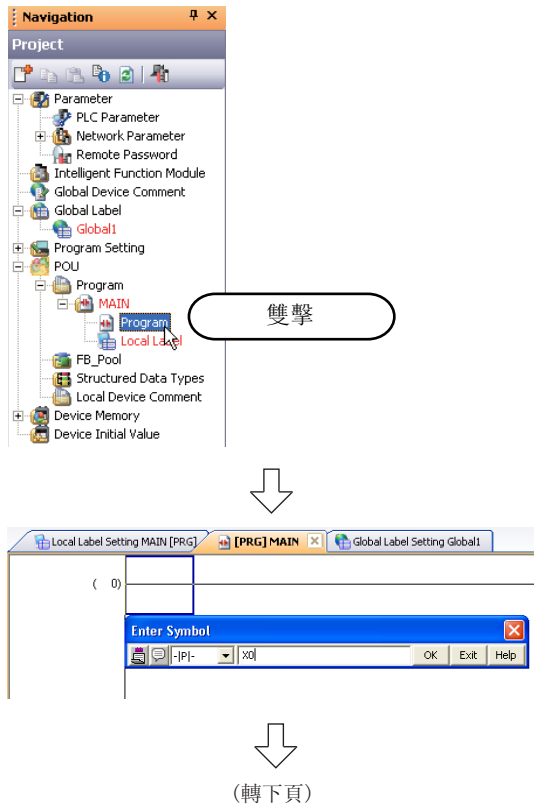 Navigation
Project
Parameter
PLC Parameter
Network Parameter
Remote Password
Intelligent Function Module
Global Device Comment
Global Label
Global1
Program Setting
POU
Program
MAIN
Program
雙擊
Local Label
FB_Pool
Structured Data Types
Local Device Comment
Device Memory
Device Initial Value
Local Label Setting MAIN [PRG] [PRG] MAIN Global Label Setting Global1
( 0)
Enter Symbol
-|P|- X0 OK Exit Help
(轉下頁)